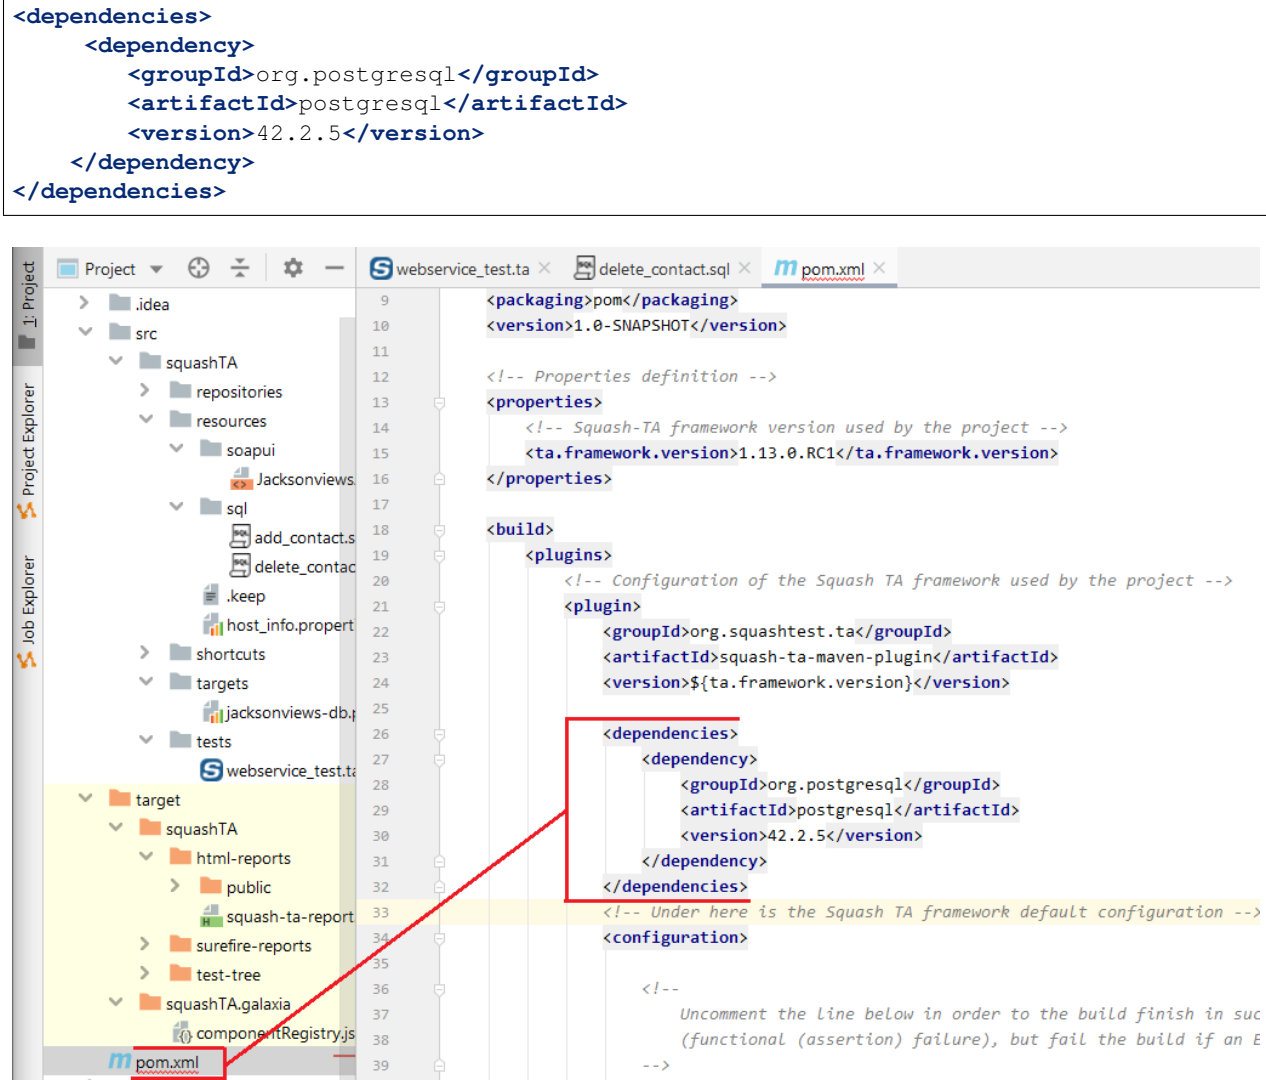 <dependencies>
<dependency>
<groupId>org.postgresql</groupId>
<artifactId>postgresql</artifactId>
<version>42.2.5</version>
</dependency>
</dependencies>
1: Project
Project Explorer
Job Explorer
Project
.idea
src
squashTA
repositories
resources
soapui
Jacksonviews.
sql
add_contact.s
delete_contac
.keep
host_info.propert
shortcuts
targets
jacksonviews-db.p
tests
webservice_test.ta
target
squashTA
html-reports
public
squash-ta-report
surefire-reports
test-tree
squashTA.galaxia
componentRegistry.js
pom.xml
webservice_test.ta
delete_contact.sql
pom.xml
9 <packaging>pom</packaging>
10 <version>1.0-SNAPSHOT</version>
11
12 <!-- Properties definition -->
13 <properties>
14 <!-- Squash-TA framework version used by the project -->
15 <ta.framework.version>1.13.0.RC1</ta.framework.version>
16 </properties>
17
18 <build>
19 <plugins>
20 <!-- Configuration of the Squash TA framework used by the project -->
21 <plugin>
22 <groupId>org.squashtest.ta</groupId>
23 <artifactId>squash-ta-maven-plugin</artifactId>
24 <version>${ta.framework.version}</version>
25
26 <dependencies>
27 <dependency>
28 <groupId>org.postgresql</groupId>
29 <artifactId>postgresql</artifactId>
30 <version>42.2.5</version>
31 </dependency>
32 </dependencies>
33 <!-- Under here is the Squash TA framework default configuration -->
34 <configuration>
35
36 <!--
37 Uncomment the line below in order to the build finish in suc
38 (functional (assertion) failure), but fail the build if an E
39 -->